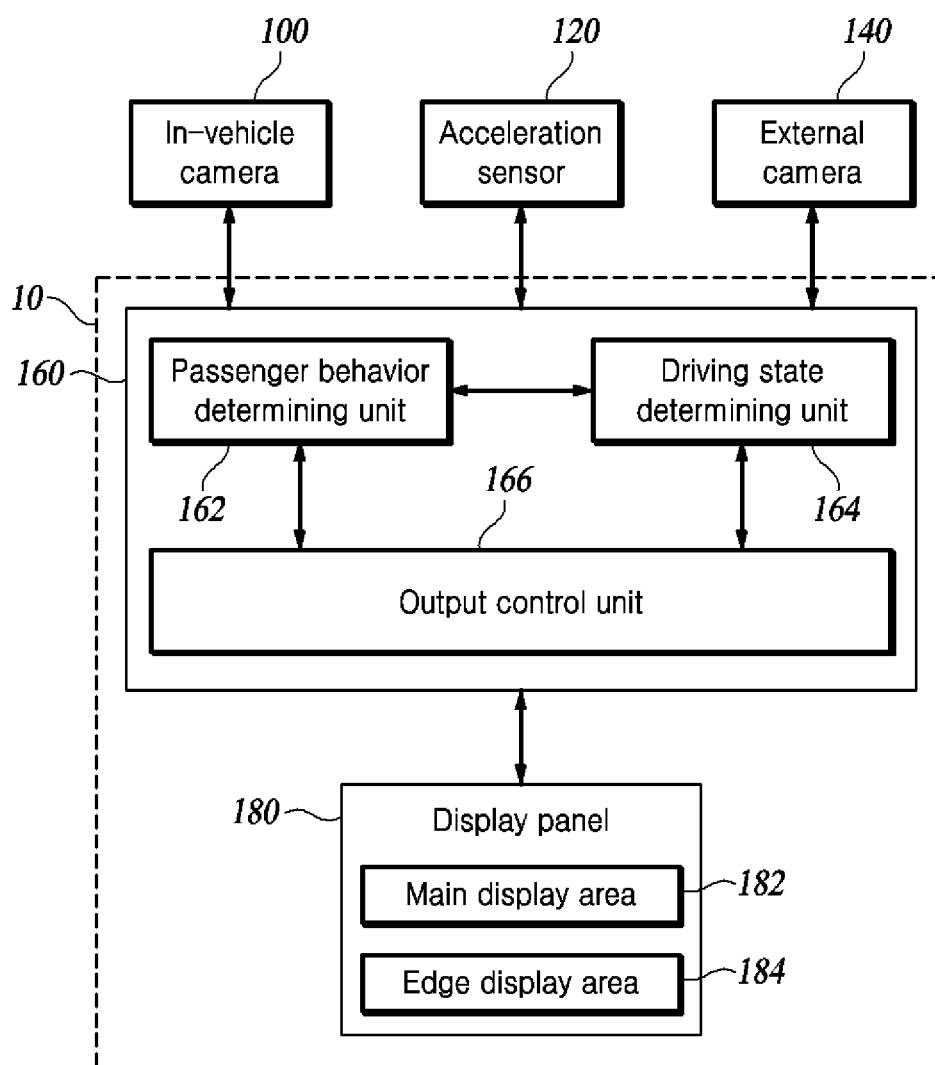 100
120
140
In-vehicle
camera
Acceleration
sensor
External
camera
10
160
Passenger behavior
determining unit
Driving state
determining unit
162
166
164
Output control unit
180
Display panel
Main display area
182
Edge display area
184